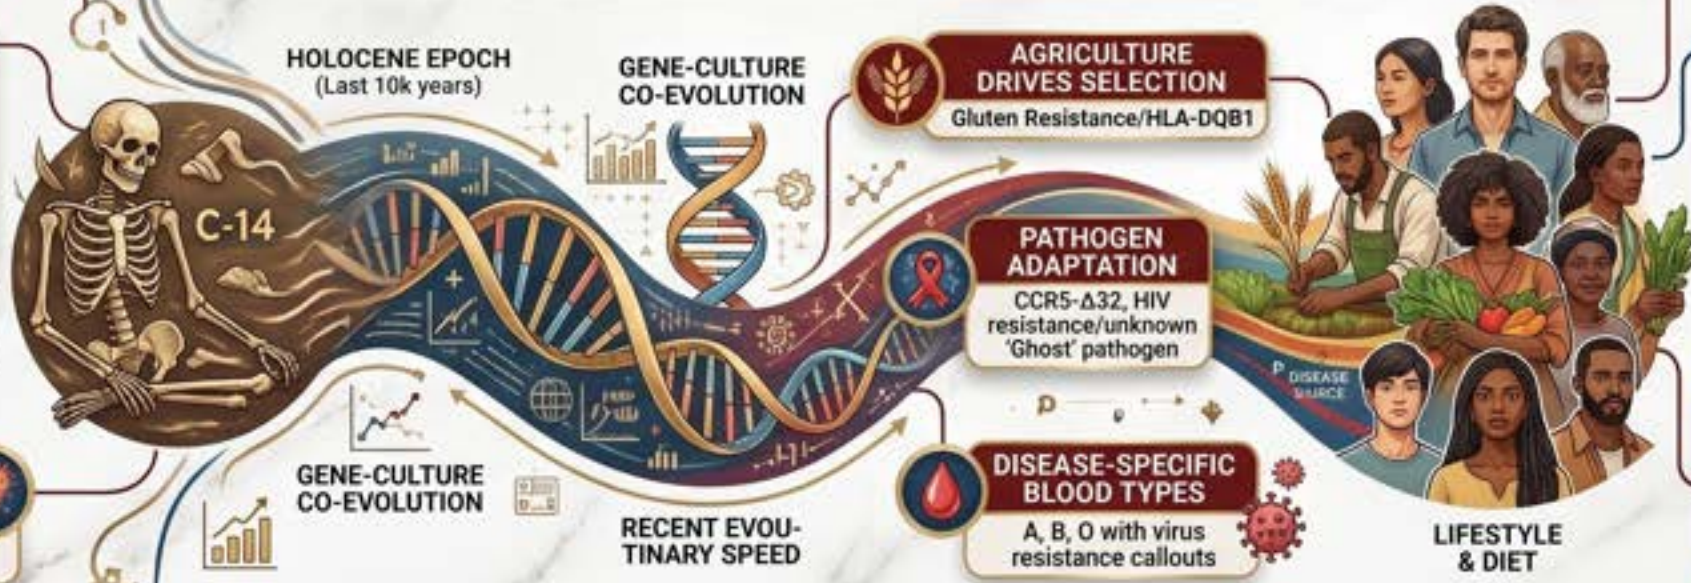 HOLOCENE EPOCH
(Last 10k years)
C-14
GENE-CULTURE
CO-EVOLUTION
AGRICULTURE
DRIVES SELECTION
Gluten Resistance/HLA-DQB1
PATHOGEN
ADAPTATION
CCR5-Δ32, HIV
resistance/unknown
'Ghost' pathogen
P DISEASE
GENE-CULTURE
CO-EVOLUTION
RECENT EVOU-
TINARY SPEED
DISEASE-SPECIFIC
BLOOD TYPES
A, B, O with virus
resistance callouts
LIFESTYLE
& DIET